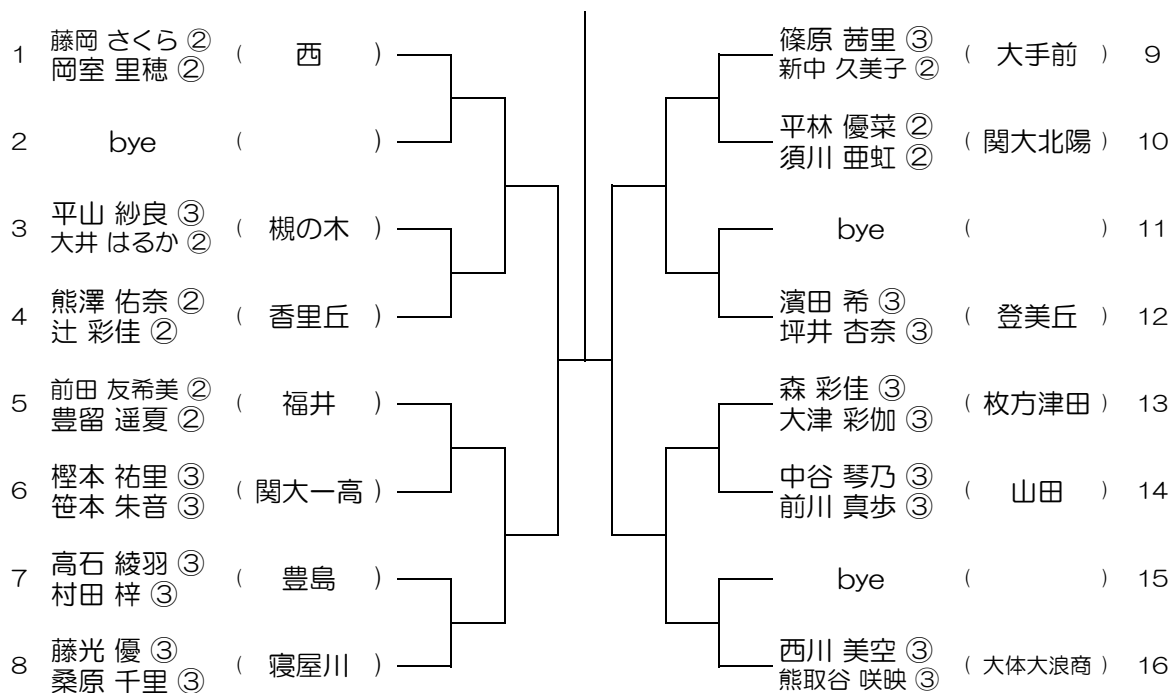 1 藤岡 さくら ② ( 西 )
岡室 里穂 ②
2 bye ( )
3 平山 紗良 ③ ( 槻の木 )
大井 はるか ②
4 熊澤 佑奈 ② ( 香里丘 )
辻 彩佳 ②
5 前田 友希美 ② ( 福井 )
豊留 遥夏 ②
6 樫本 祐里 ③ ( 関大一高 )
笹本 朱音 ③
7 高石 綾羽 ③ ( 豊島 )
村田 梓 ③
8 藤光 優 ③ ( 寝屋川 )
桑原 千里 ③
篠原 茜里 ③ ( 大手前 ) 9
新中 久美子 ②
平林 優菜 ② ( 関大北陽 ) 10
須川 亜虹 ②
bye ( ) 11
濱田 希 ③ ( 登美丘 ) 12
坪井 杏奈 ③
森 彩佳 ③ ( 枚方津田 ) 13
大津 彩伽 ③
中谷 琴乃 ③ ( 山田 ) 14
前川 真歩 ③
bye ( ) 15
西川 美空 ③ ( 大体大浪商 ) 16
熊取谷 咲映 ③